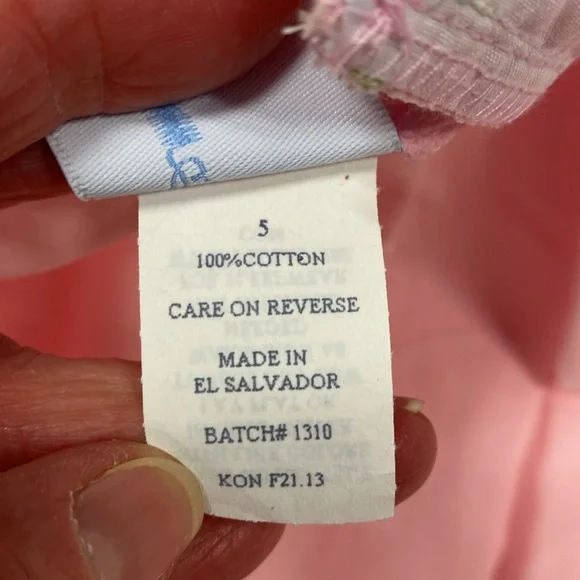 5
100%COTTON
CARE ON REVERSE
MADE IN
EL SALVADOR
BATCH# 1310
KON F21.13